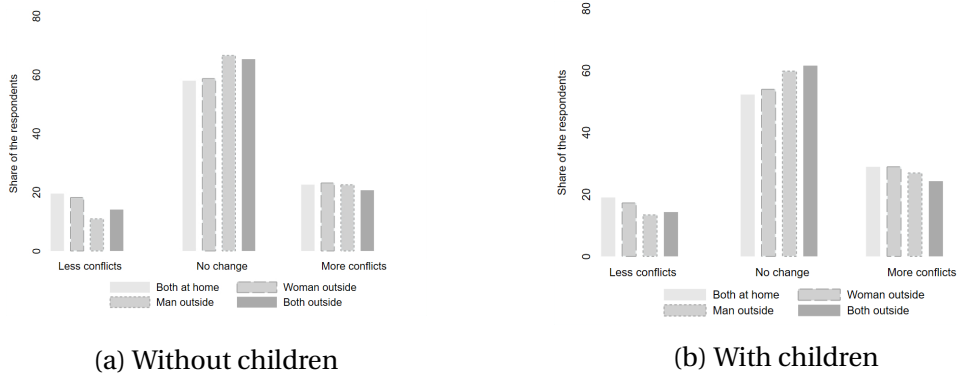 80
60
40
20
0
Share of the respondents
Less conflicts No change More conflicts
Both at home Woman outside
Man outside Both outside
(a) Without children
80
60
40
20
0
Share of the respondents
Less conflicts No change More conflicts
Both at home Woman outside
Man outside Both outside
(b) With children